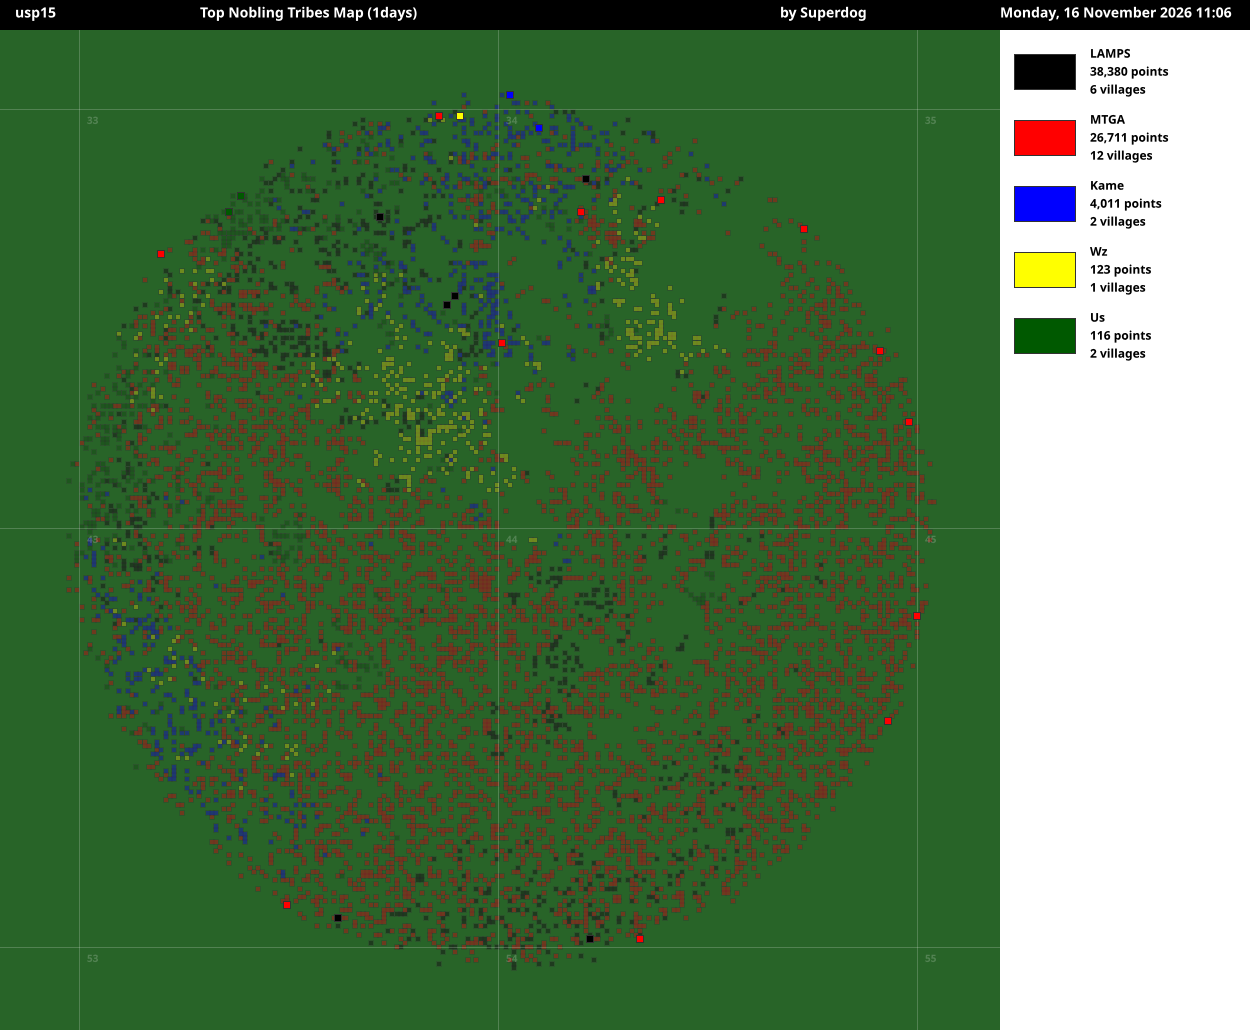 usp15 Top Nobling Tribes Map (1days) by Superdog Monday, 16 November 2026 11:06
LAMPS
38,380 points
6 villages
MTGA
26,711 points
12 villages
Kame
4,011 points
2 villages
Wz
123 points
1 villages
Us
116 points
2 villages
33 34 35
43 44 45
53 54 55